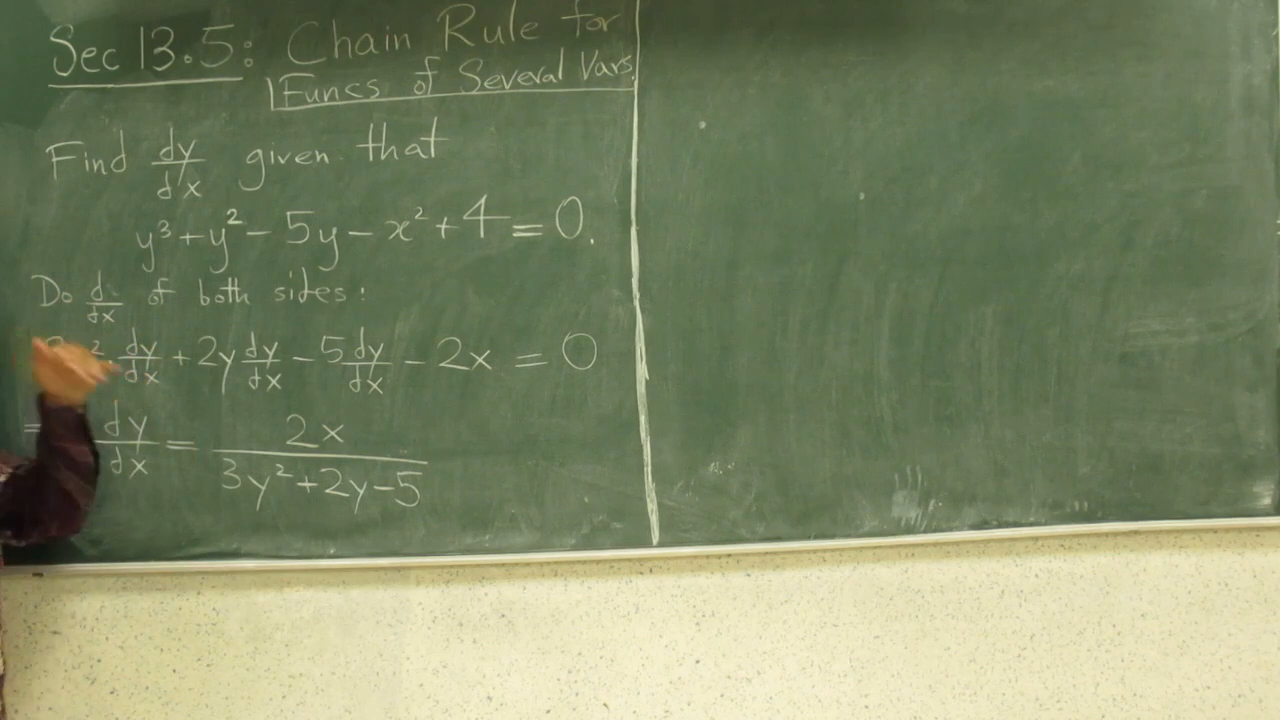 Sec 13.5: Chain Rule for
Funcs of Several Vars.
Find dy/dx given that
y³+y²-5y-x²+4=0.
Do d/dx of both sides:
² dy/dx + 2y dy/dx - 5 dy/dx - 2x = 0
= dy/dx = 2x/(3y²+2y-5)